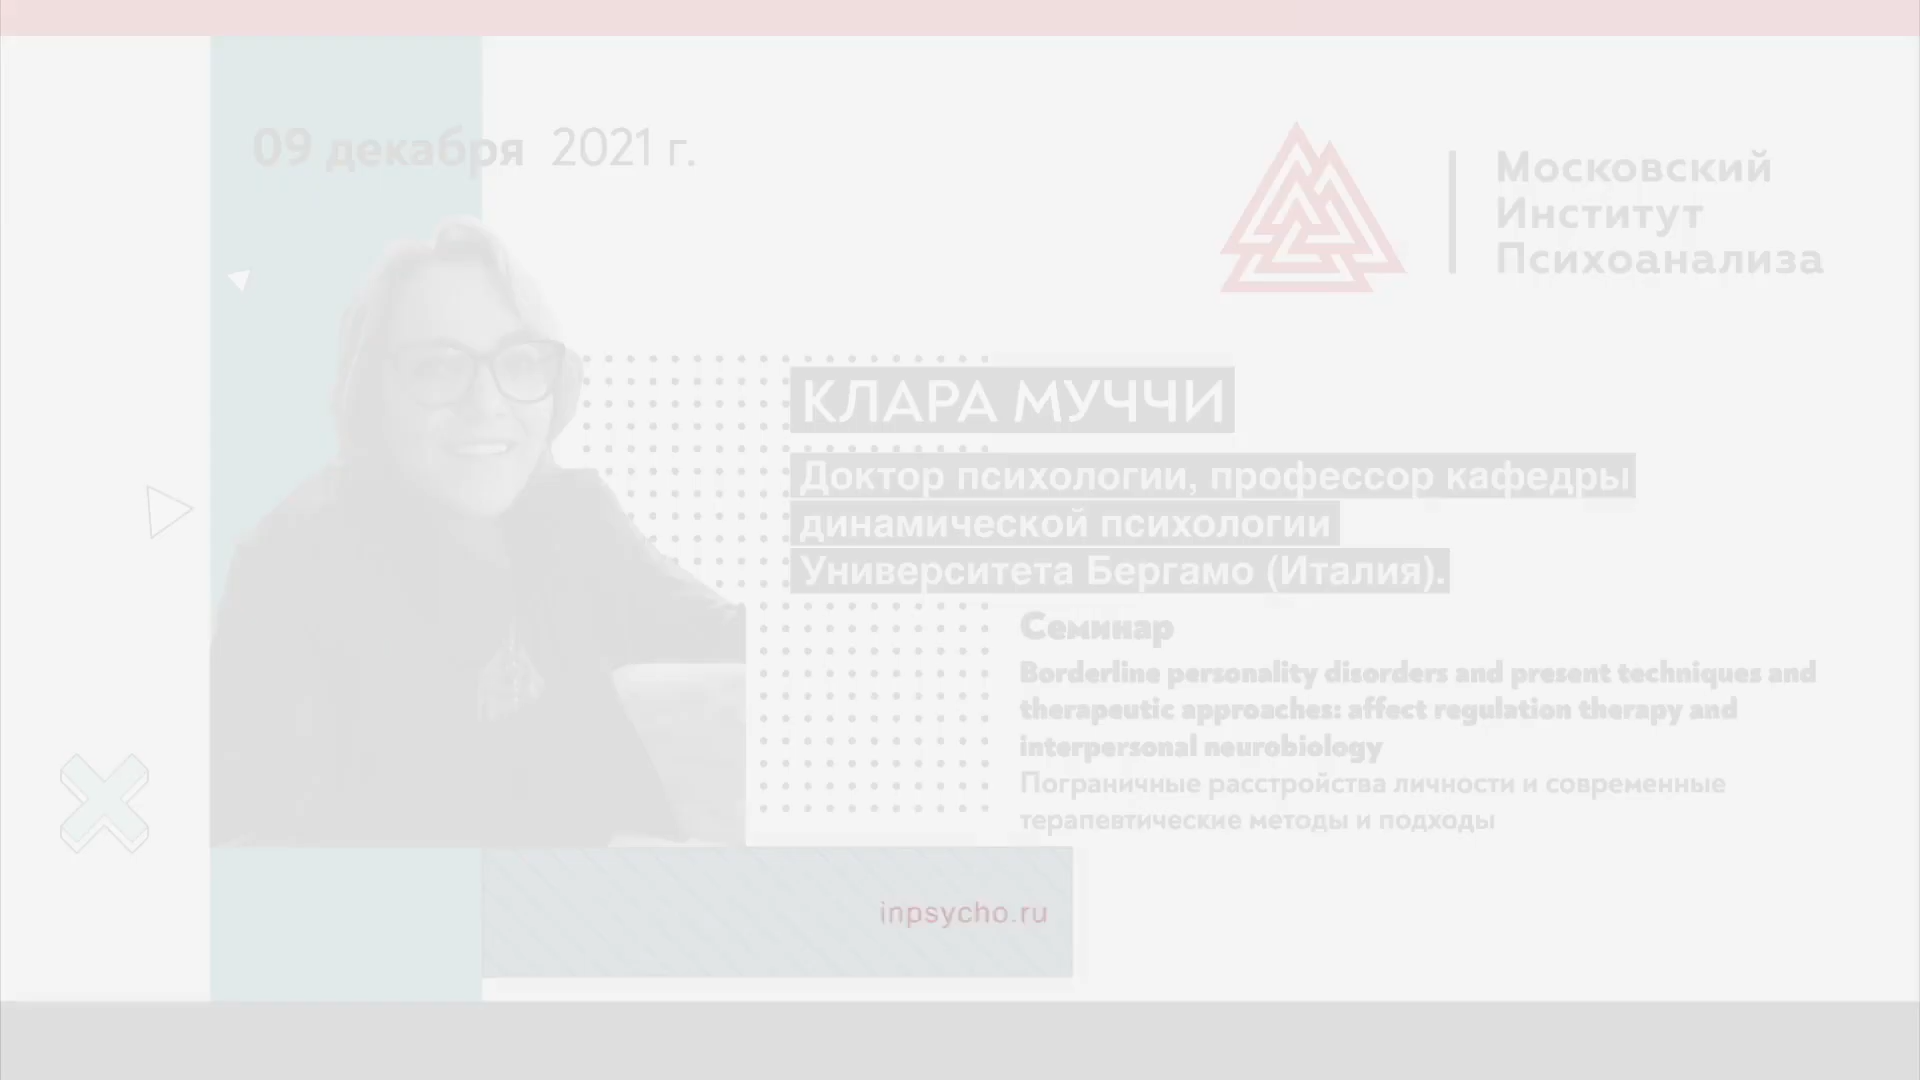 09 декабря 2021 г.
Московский
Институт
Психоанализа
КЛАРА МУЧЧИ
Доктор психологии, профессор кафедры
динамической психологии
Университета Бергамо (Италия).
Семинар
Borderline personality disorders and present techniques and
therapeutic approaches: affect regulation therapy and
interpersonal neurobiology
Пограничные расстройства личности и современные
терапевтические методы и подходы
inpsycho.ru